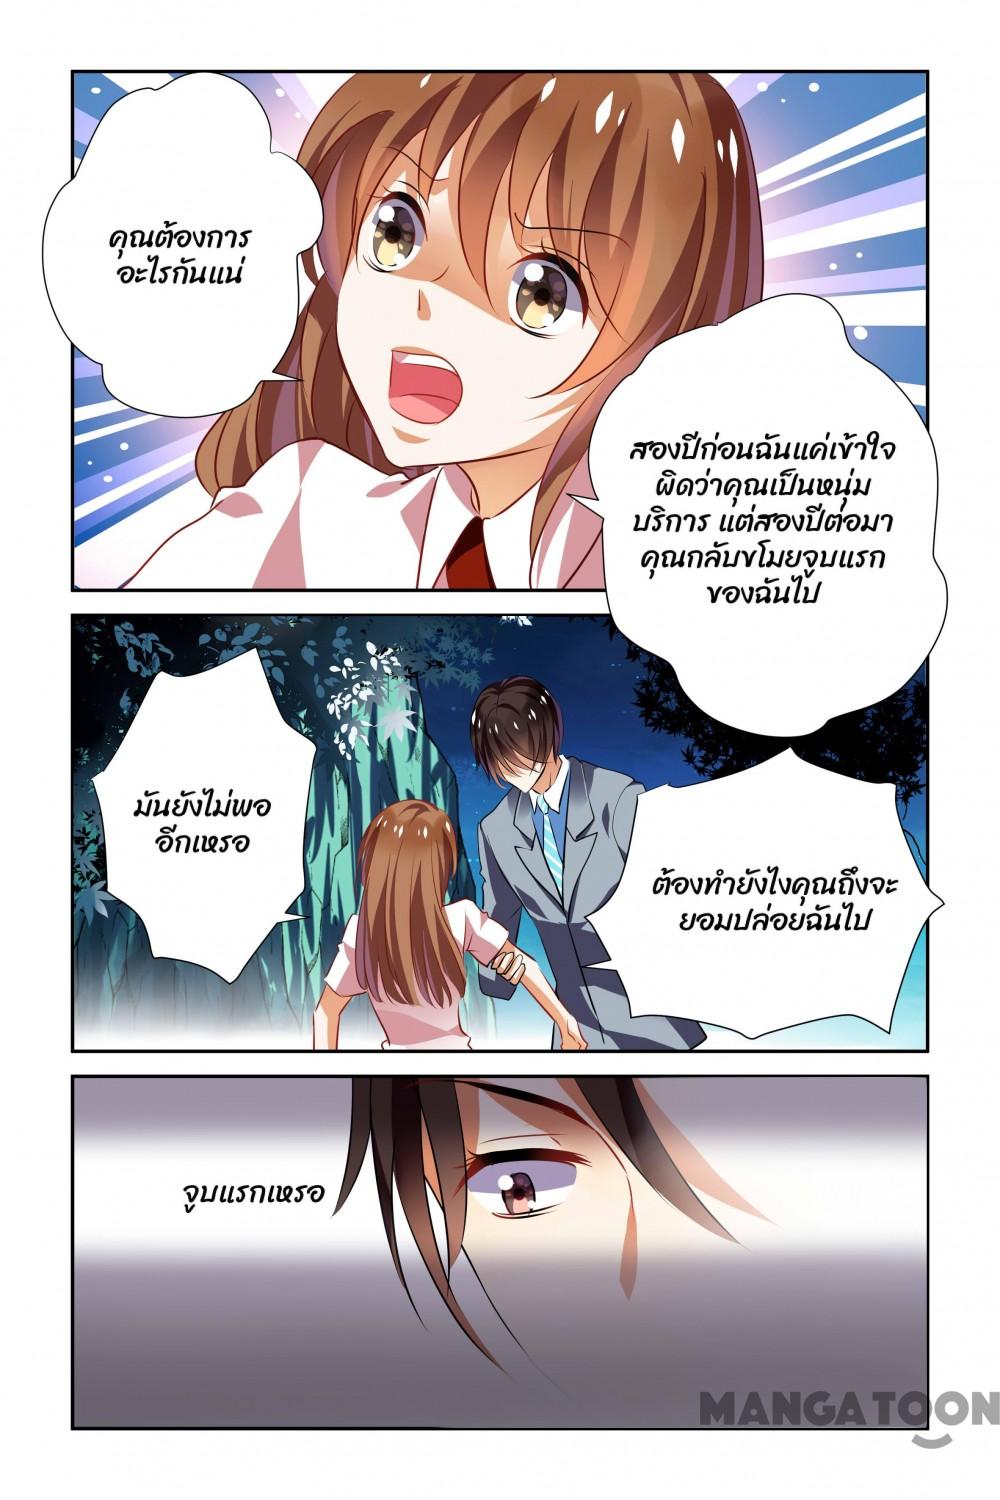 คุณต้องการ
อะไรกันแน่
สองปีก่อนฉันแค่เข้าใจ
ผิดว่าคุณเป็นหนุ่ม
บริการ แต่สองปีต่อมา
คุณกลับขโมยจูบแรก
ของฉันไป
มันยังไม่พอ
อีกเหรอ
ต้องทำยังไงคุณถึงจะ
ยอมปล่อยฉันไป
จูบแรกเหรอ
MANGATOON